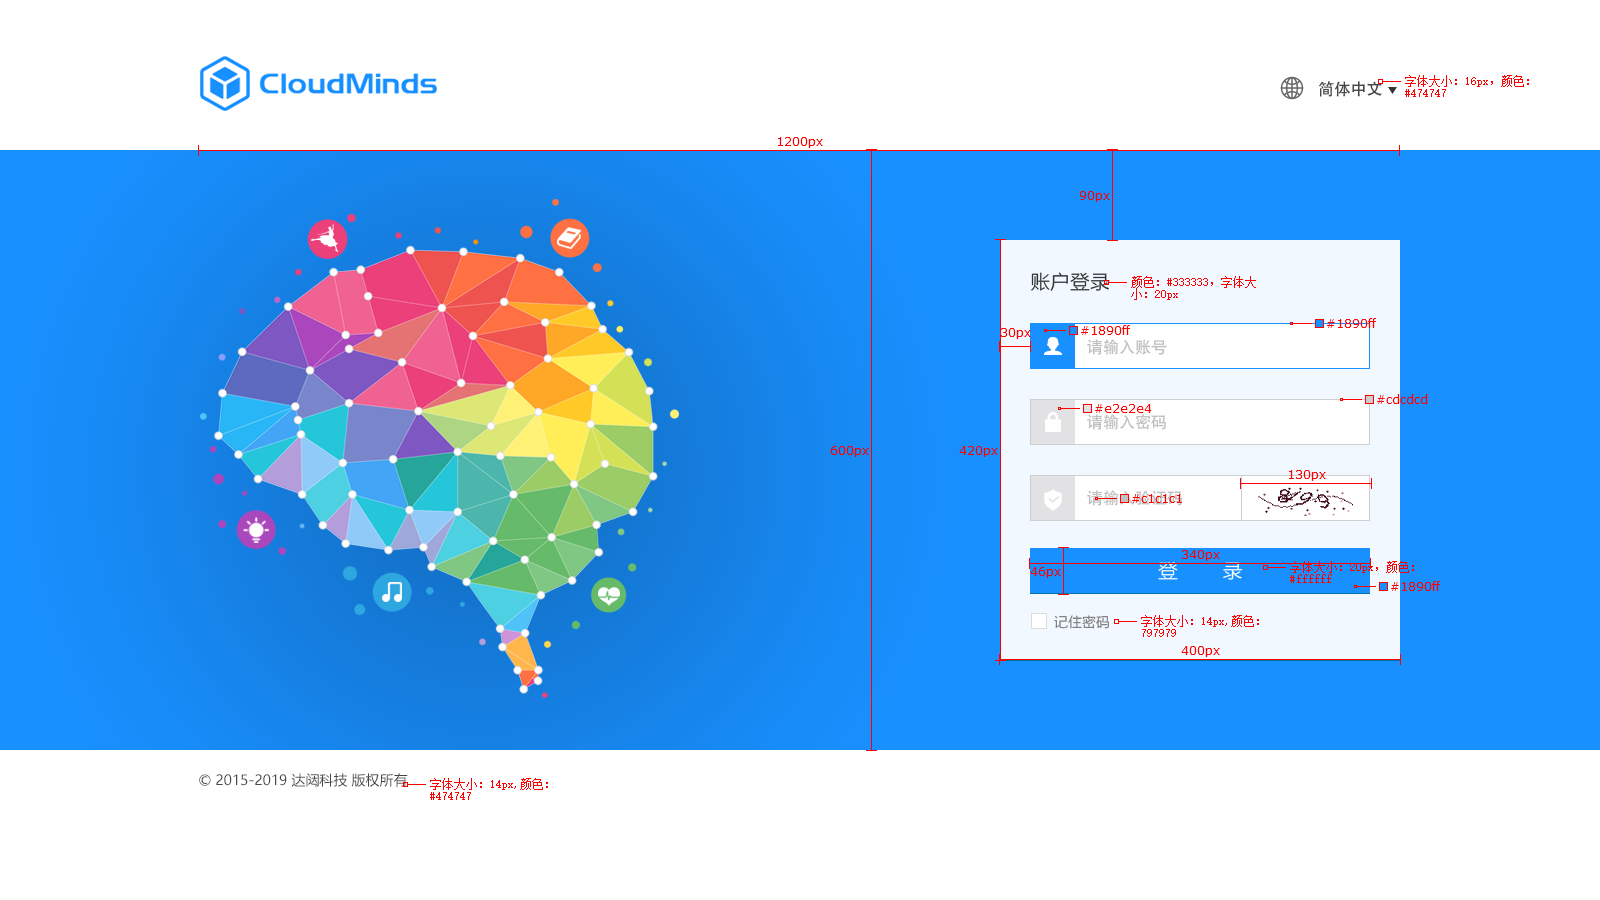 CloudMinds
简体中文
字体大小：16px，颜色：
#474747
1200px
90px
账户登录
颜色：#333333，字体大
小：20px
30px
#1890ff
#1890ff
请输入账号
#cdcdcd
#e2e2e4
请输入密码
600px
420px
130px
请输入验证码
#c1c1c1
340px
46px
登 录
字体大小：20px，颜色：
#ffffff
#1890ff
记住密码
字体大小：14px,颜色：
797979
400px
© 2015-2019 达闼科技 版权所有
字体大小：14px,颜色：
#474747